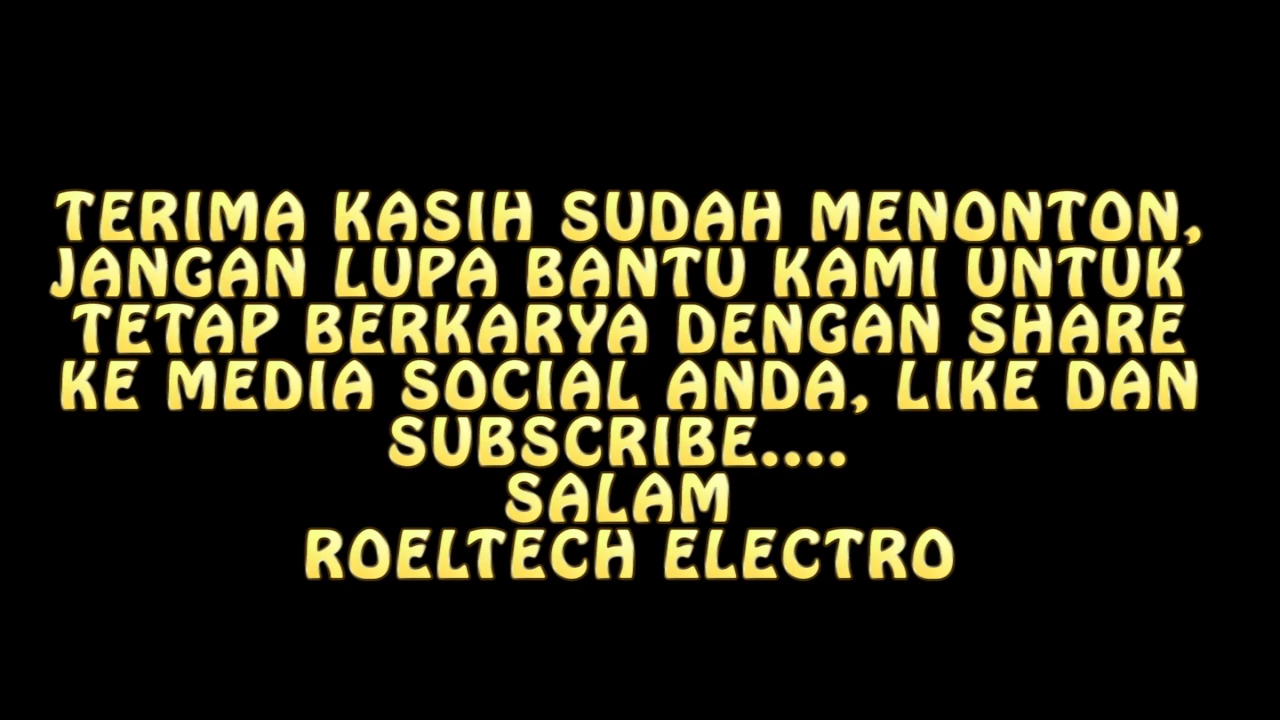 TERIMA KASIH SUDAH MENONTON,
JANGAN LUPA BANTU KAMI UNTUK
TETAP BERKARYA DENGAN SHARE
KE MEDIA SOCIAL ANDA, LIKE DAN
SUBSCRIBE....
SALAM
ROELTECH ELECTRO